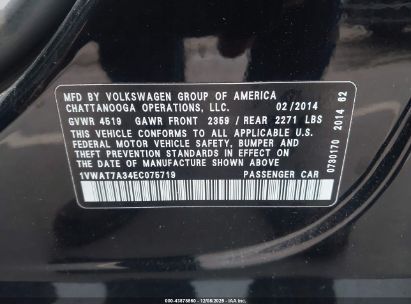 MFD BY VOLKSWAGEN GROUP OF AMERICA
CHATTANOOGA OPERATIONS, LLC. 02/2014
GVWR 4519 GAWR FRONT 2359 / REAR 2271 LBS
THIS VEHICLE CONFORMS TO ALL APPLICABLE U.S.
FEDERAL MOTOR VEHICLE SAFETY, BUMPER AND
THEFT PREVENTION STANDARDS IN EFFECT ON
THE DATE OF MANUFACTURE SHOWN ABOVE
1VWAT7A34EC075719 PASSENGER CAR
0730170 2014 62